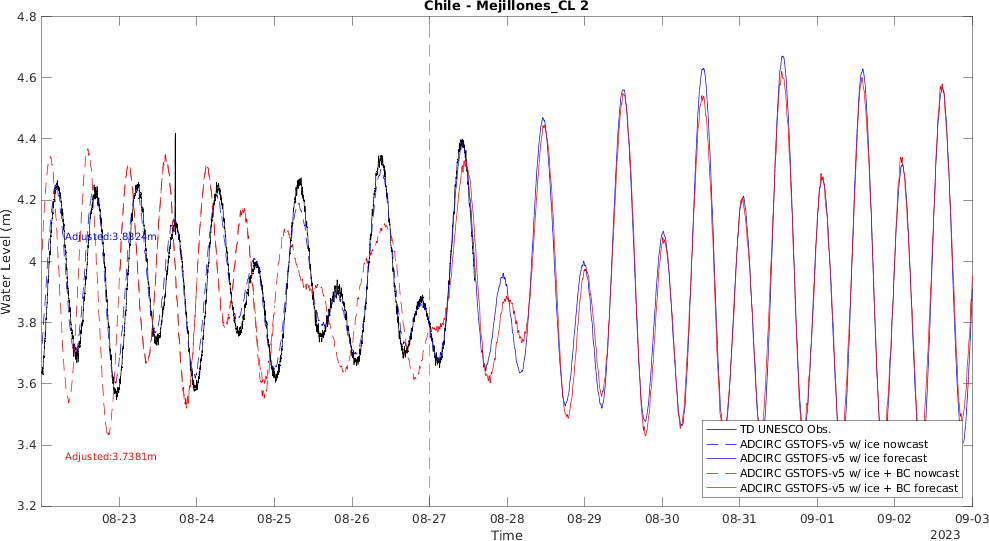 Chile - Mejillones_CL 2
4.8
4.6
4.4
4.2
4
3.8
3.6
3.4
3.2
Water Level (m)
Adjusted:3.8324m
Adjusted:3.7381m
TD UNESCO Obs.
ADCIRC GSTOFS-v5 w/ ice nowcast
ADCIRC GSTOFS-v5 w/ ice forecast
ADCIRC GSTOFS-v5 w/ ice + BC nowcast
ADCIRC GSTOFS-v5 w/ ice + BC forecast
08-23 08-24 08-25 08-26 08-27 08-28 08-29 08-30 08-31 09-01 09-02 09-03
Time
2023